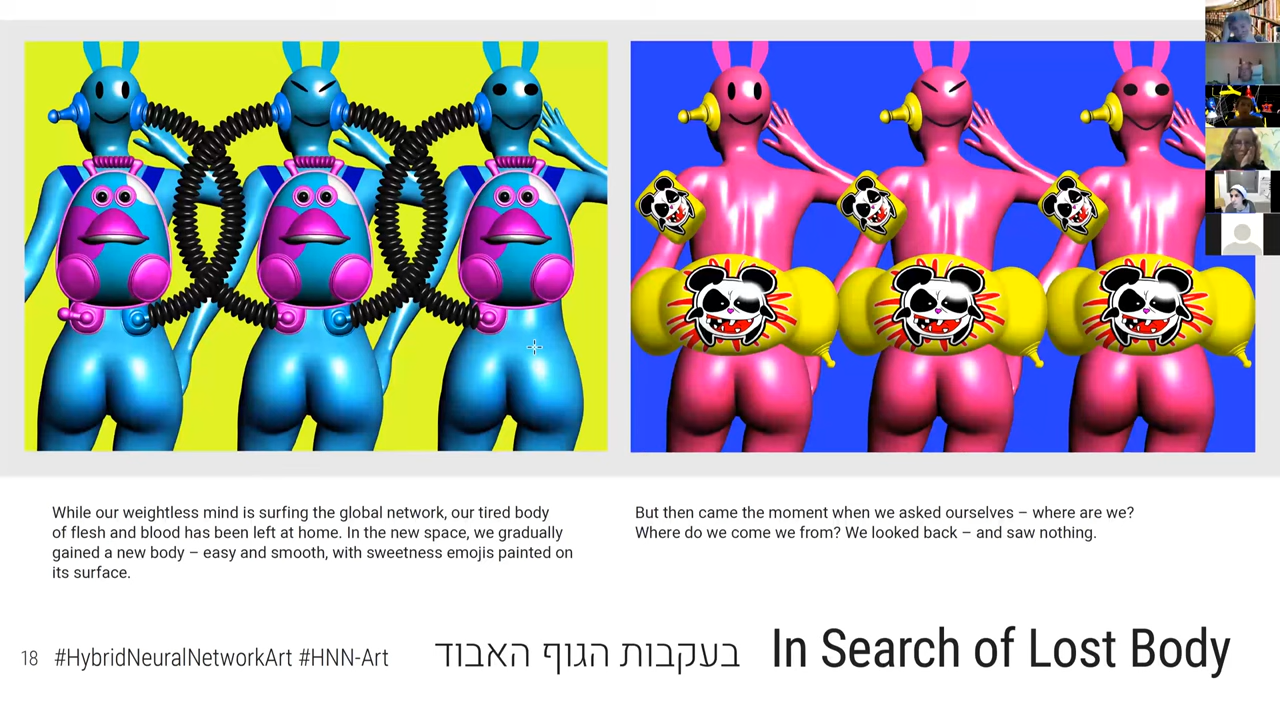 While our weightless mind is surfing the global network, our tired body
of flesh and blood has been left at home. In the new space, we gradually
gained a new body – easy and smooth, with sweetness emojis painted on
its surface.
But then came the moment when we asked ourselves – where are we?
Where do we come we from? We looked back – and saw nothing.
18 #HybridNeuralNetworkArt #HNN-Art
בעקבות הגוף האבוד
In Search of Lost Body